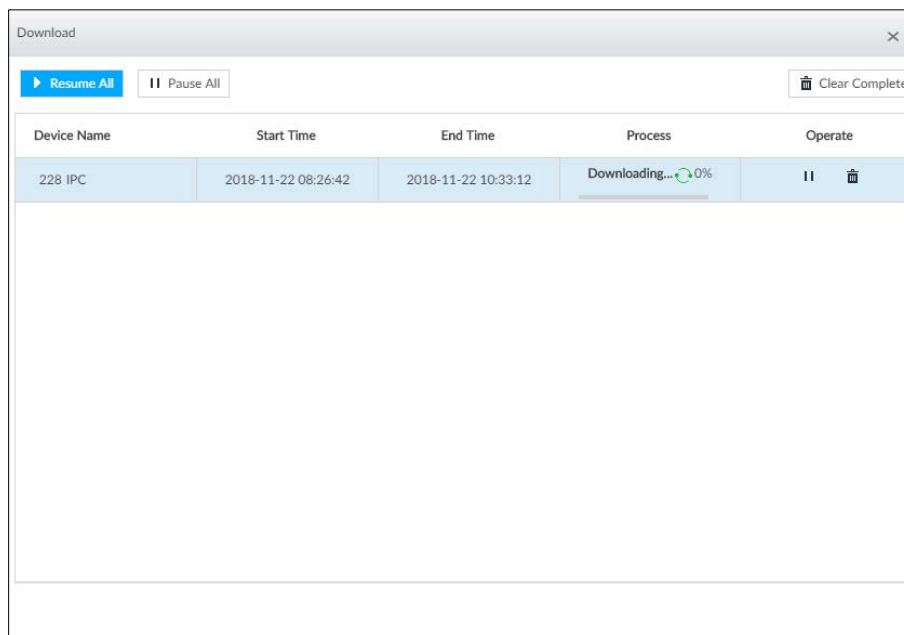 Download
Resume All
Pause All
Clear Complete
Device Name Start Time End Time Process Operate
228 IPC 2018-11-22 08:26:42 2018-11-22 10:33:12 Downloading... 0%